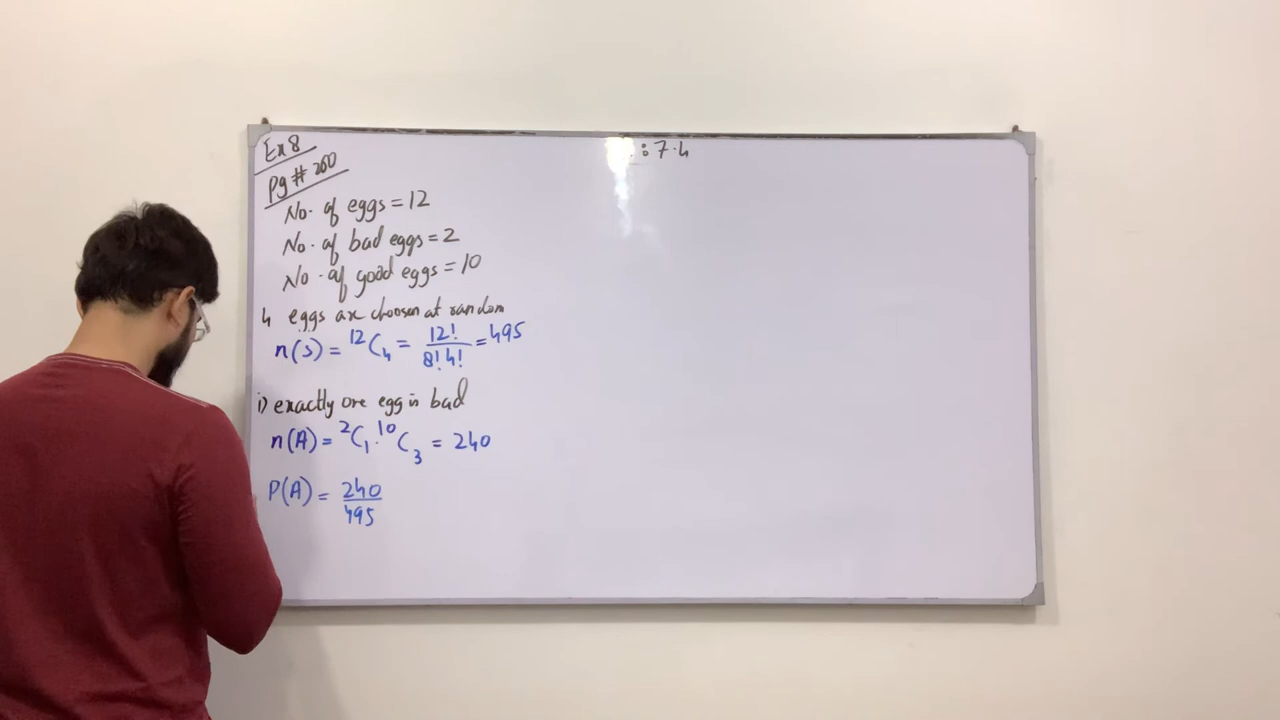 Ex 8
: 7.4
Pg # 200
No. of eggs = 12
No. of bad eggs = 2
No. of good eggs = 10
4 eggs are choosen at random
n(S) = ¹²C₄ = 12!/8!4! = 495
i) exactly one egg is bad
n(A) = ²C₁.¹⁰C₃ = 240
P(A) = 240/495